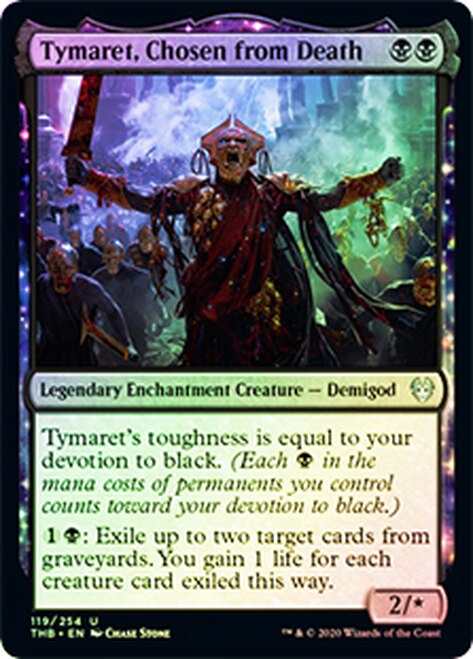 Tymaret, Chosen from Death
Legendary Enchantment Creature — Demigod
Tymaret's toughness is equal to your
devotion to black. (Each in the
mana costs of permanents you control
counts toward your devotion to black.)
1 : Exile up to two target cards from
graveyards. You gain 1 life for each
creature card exiled this way.
2/*
119/254 U
THB • EN Chase Stone
™ & © 2020 Wizards of the Coast